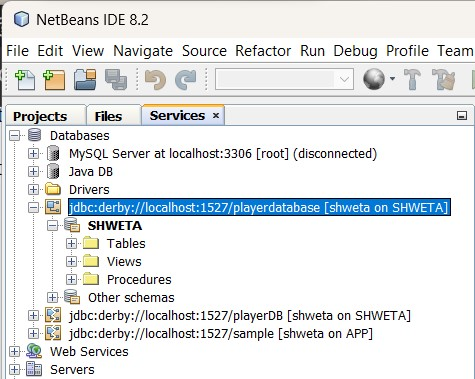 NetBeans IDE 8.2
File Edit View Navigate Source Refactor Run Debug Profile Team
Projects Files Services ×
Databases
MySQL Server at localhost:3306 [root] (disconnected)
Java DB
Drivers
jdbc:derby://localhost:1527/playerdatabase [shweta on SHWETA]
SHWETA
Tables
Views
Procedures
Other schemas
jdbc:derby://localhost:1527/playerDB [shweta on SHWETA]
jdbc:derby://localhost:1527/sample [shweta on APP]
Web Services
Servers